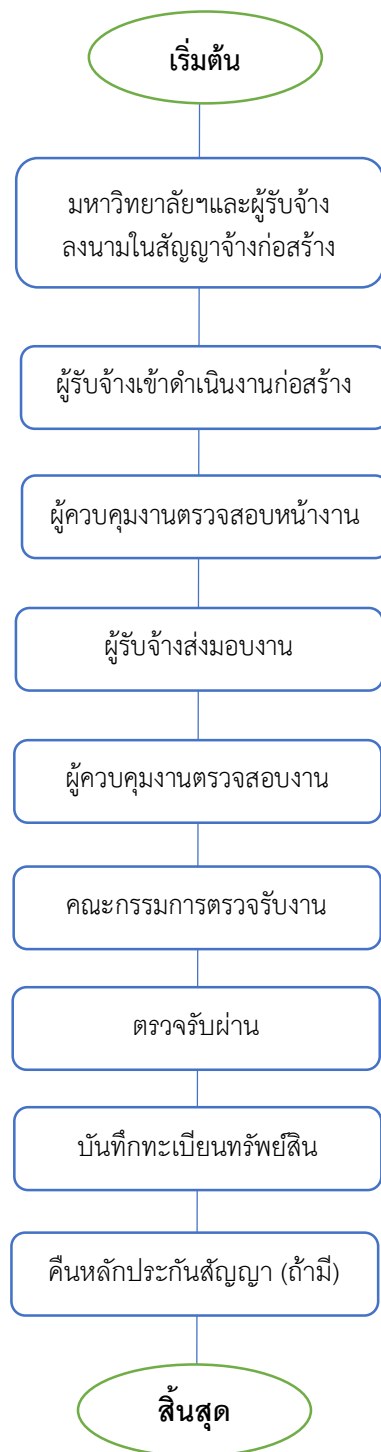 เริ่มต้น
มหาวิทยาลัยฯและผู้รับจ้าง
ลงนามในสัญญาจ้างก่อสร้าง
ผู้รับจ้างเข้าดำเนินงานก่อสร้าง
ผู้ควบคุมงานตรวจสอบหน้างาน
ผู้รับจ้างส่งมอบงาน
ผู้ควบคุมงานตรวจสอบงาน
คณะกรรมการตรวจรับงาน
ตรวจรับผ่าน
บันทึกทะเบียนทรัพย์สิน
คืนหลักประกันสัญญา (ถ้ามี)
สิ้นสุด